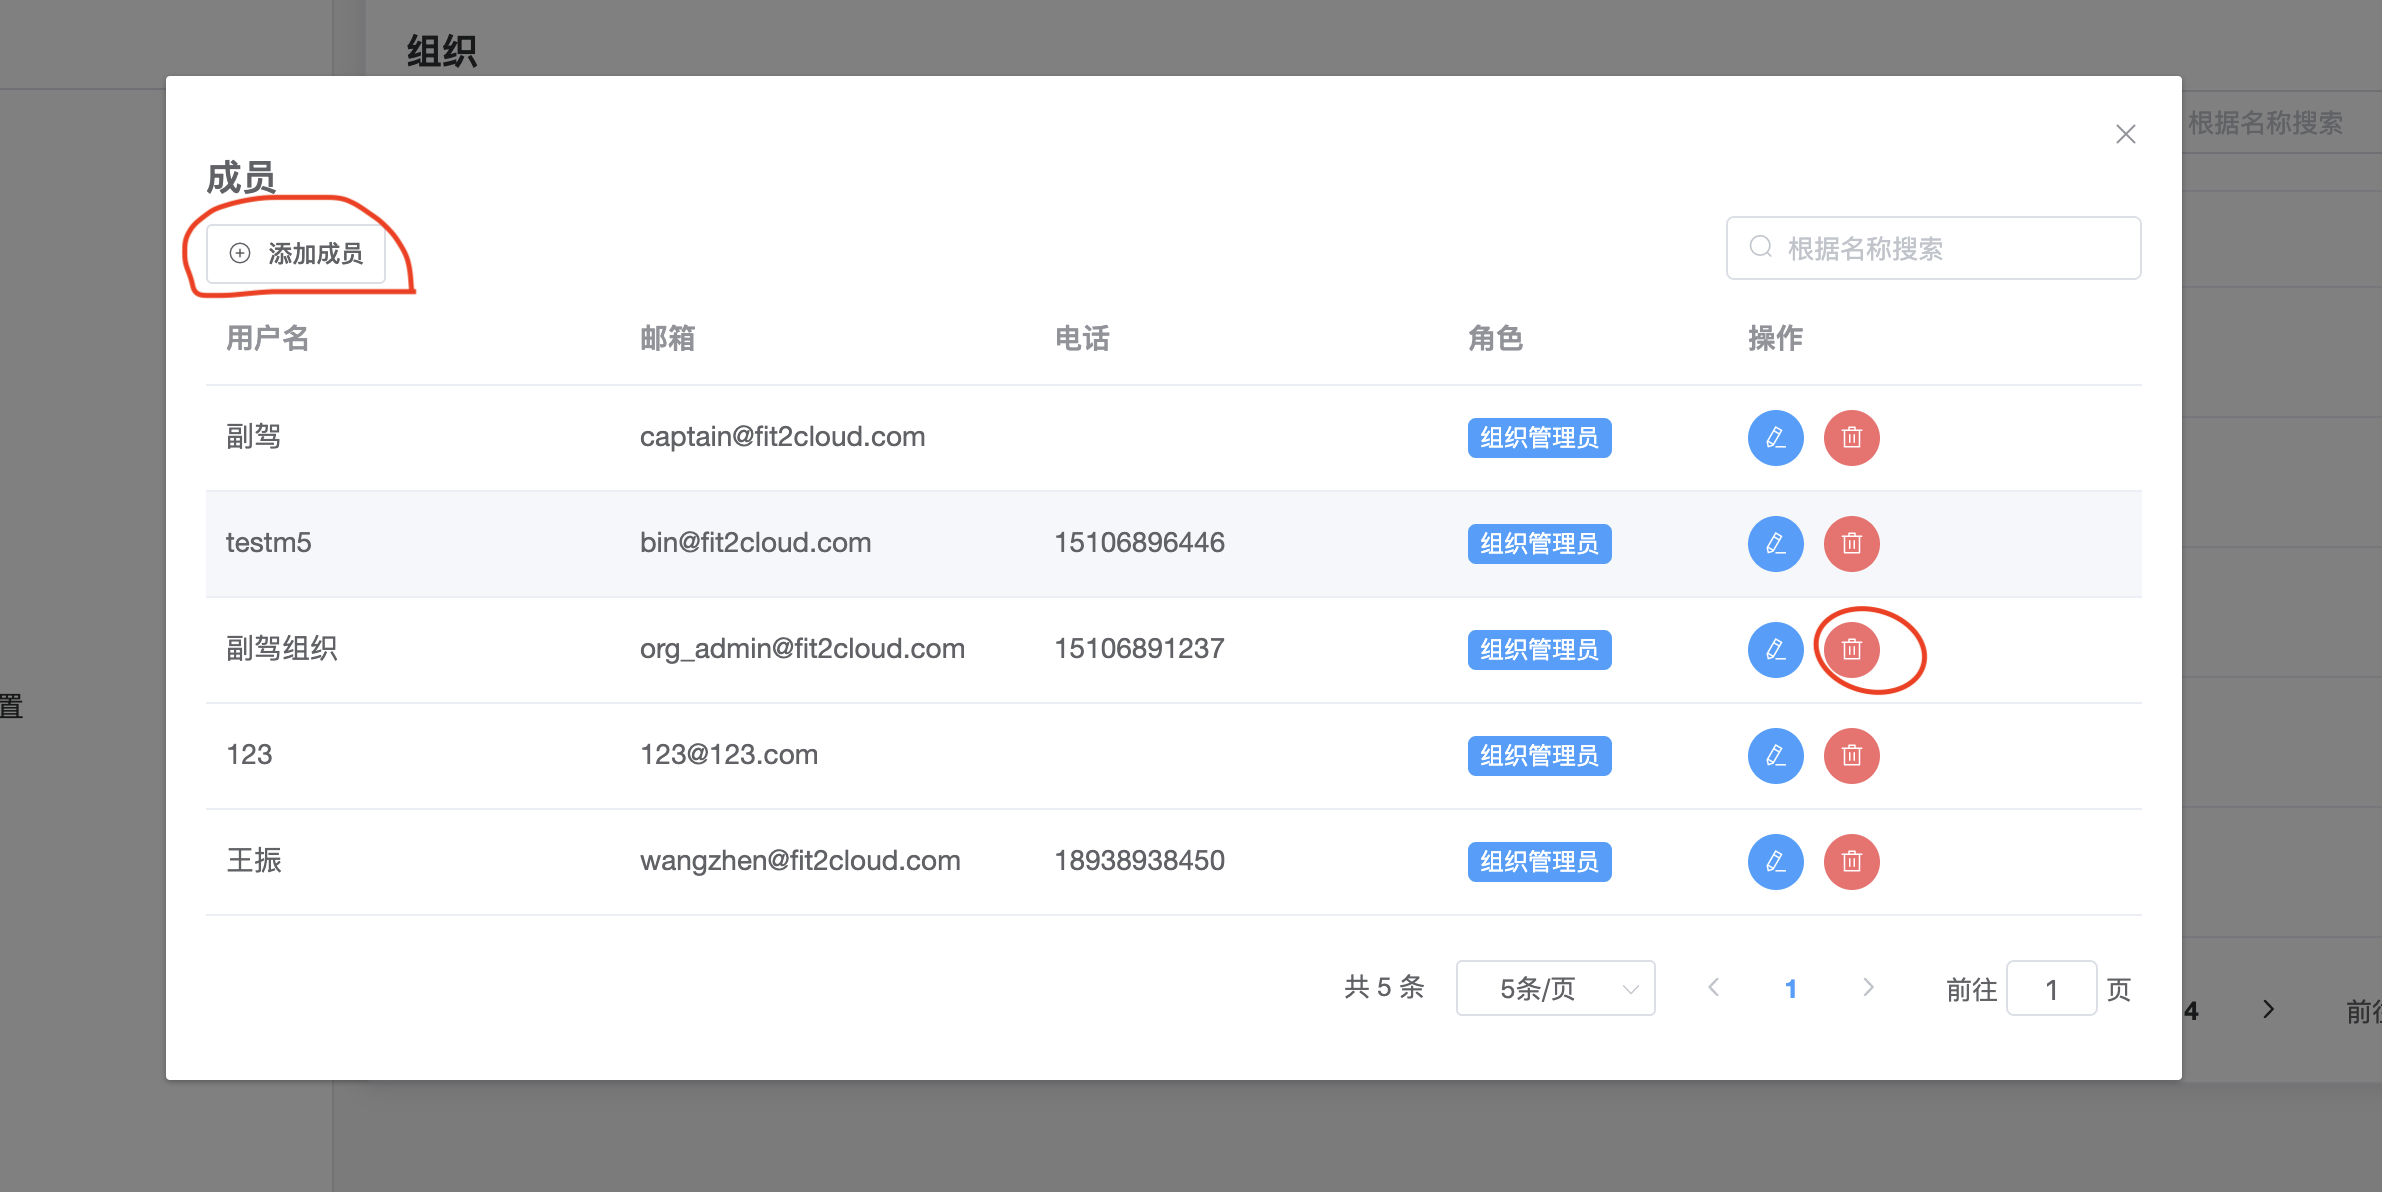 组织
根据名称搜索
成员
添加成员
根据名称搜索
用户名 邮箱 电话 角色 操作
副驾 captain@fit2cloud.com 组织管理员
testm5 bin@fit2cloud.com 15106896446 组织管理员
副驾组织 org_admin@fit2cloud.com 15106891237 组织管理员
置
123 123@123.com 组织管理员
王振 wangzhen@fit2cloud.com 18938938450 组织管理员
共 5 条 5条/页 1 前往 1 页
4 前往